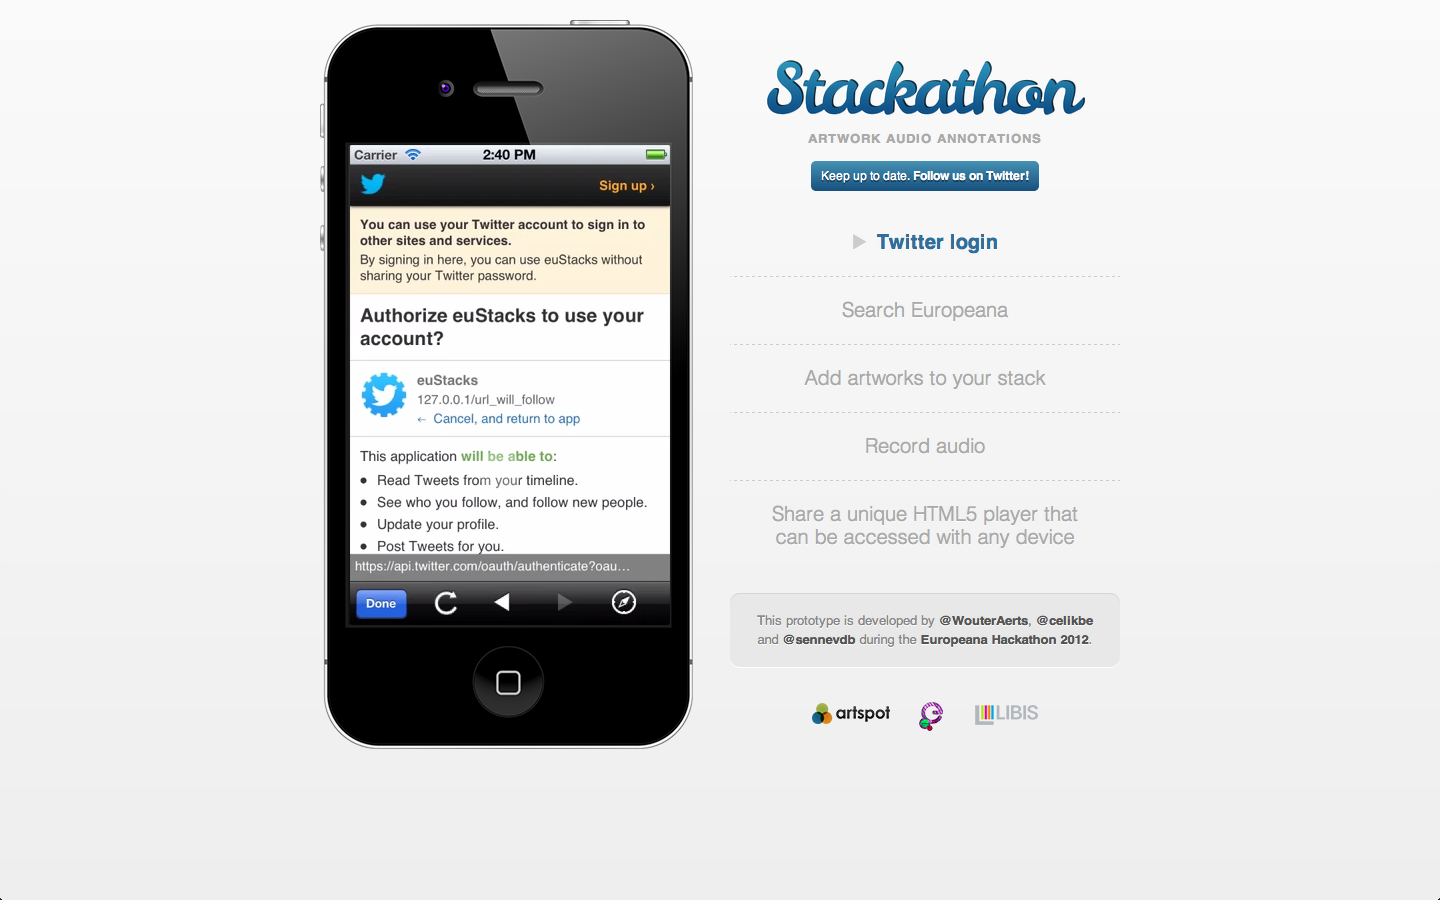 Carrier 2:40 PM
Sign up ›
You can use your Twitter account to sign in to
other sites and services.
By signing in here, you can use euStacks without
sharing your Twitter password.
Authorize euStacks to use your
account?
euStacks
127.0.0.1/url_will_follow
← Cancel, and return to app
This application will be able to:
• Read Tweets from your timeline.
• See who you follow, and follow new people.
• Update your profile.
• Post Tweets for you.
https://api.twitter.com/oauth/authenticate?oau…
Done
Stackathon
ARTWORK AUDIO ANNOTATIONS
Keep up to date. Follow us on Twitter!
Twitter login
Search Europeana
Add artworks to your stack
Record audio
Share a unique HTML5 player that
can be accessed with any device
This prototype is developed by @WouterAerts, @celikbe
and @sennevdb during the Europeana Hackathon 2012.
artspot
LIBIS